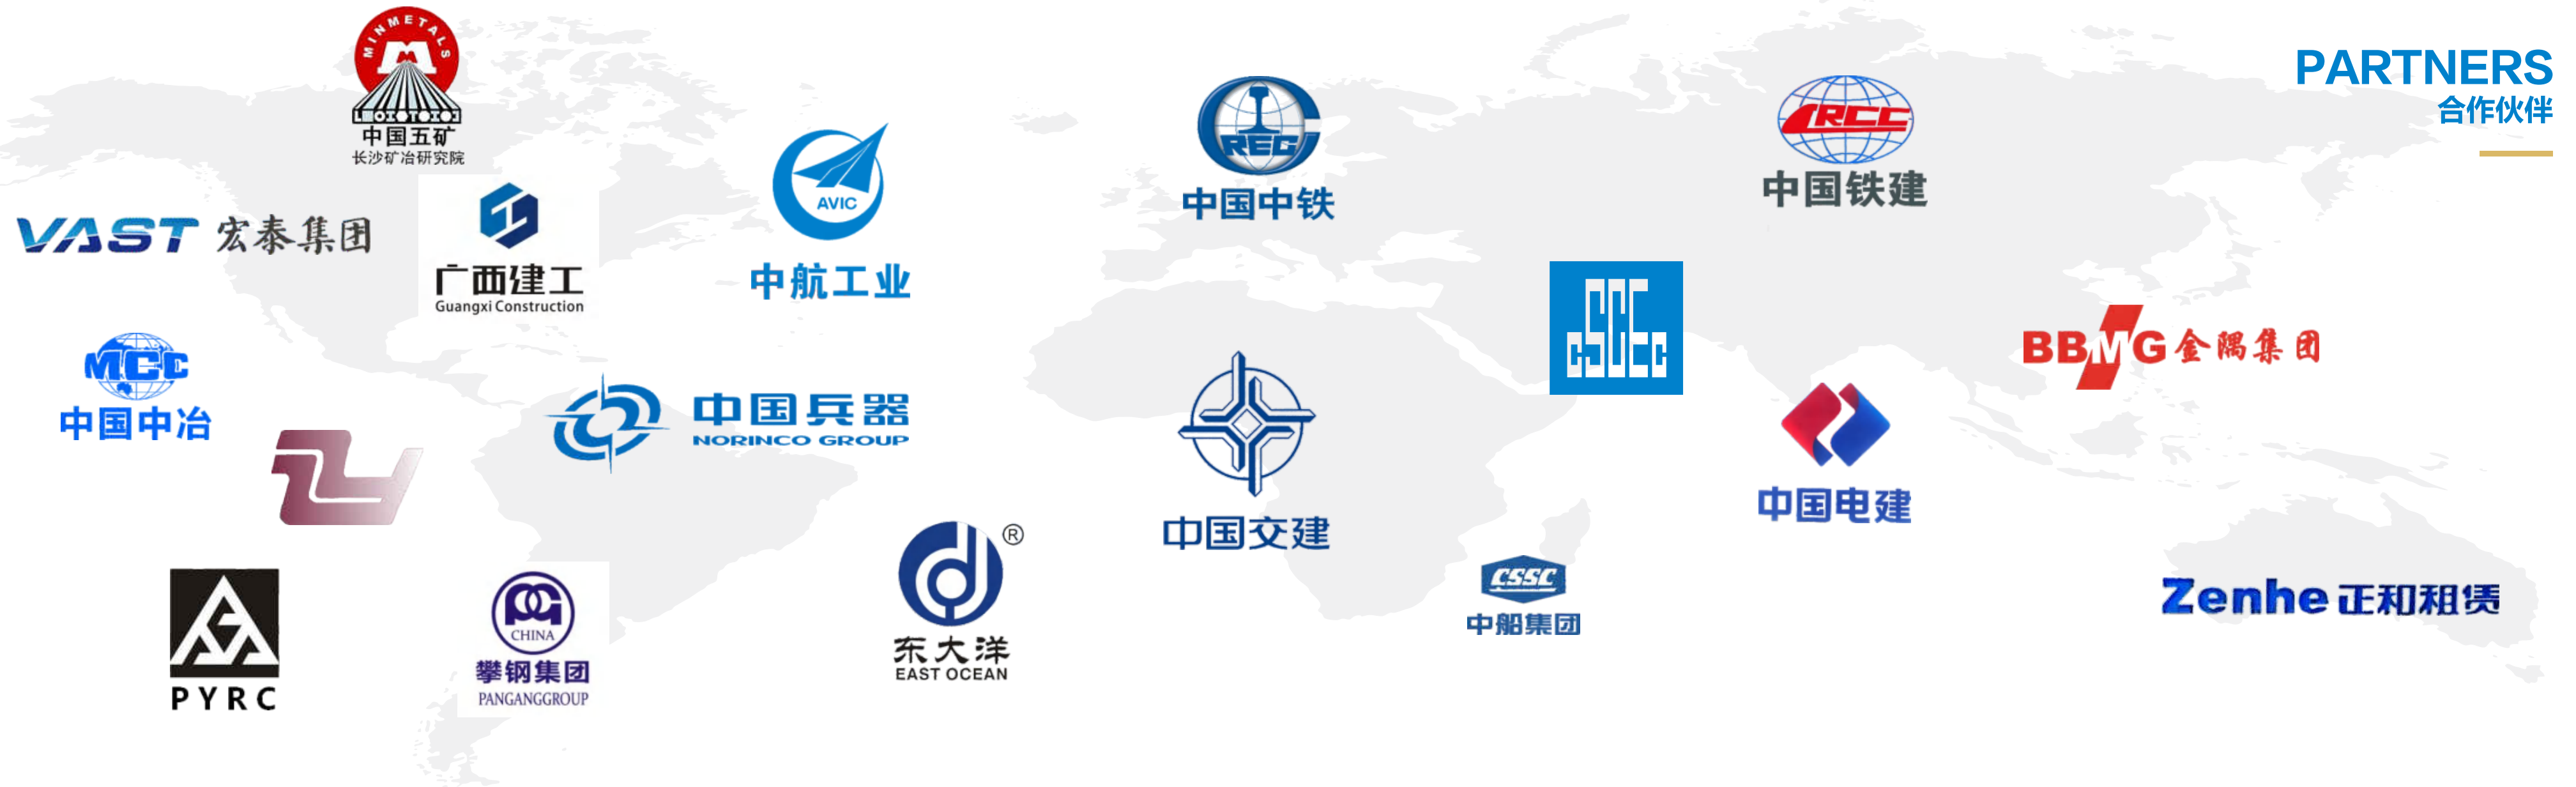 PARTNERS
合作伙伴
MINMETALS
中国五矿
长沙矿冶研究院
VAST 宏泰集团
广西建工
Guangxi Construction
AVIC
中航工业
CREC
中国中铁
CRCC
中国铁建
CSCEC
BBMG 金隅集团
MCC
中国中冶
中国兵器
NORINCO GROUP
中国交建
中国电建
CSSC
中船集团
Zenhe 正和租赁
PYRC
CHINA
攀钢集团
PANGANGGROUP
®
东大洋
EAST OCEAN